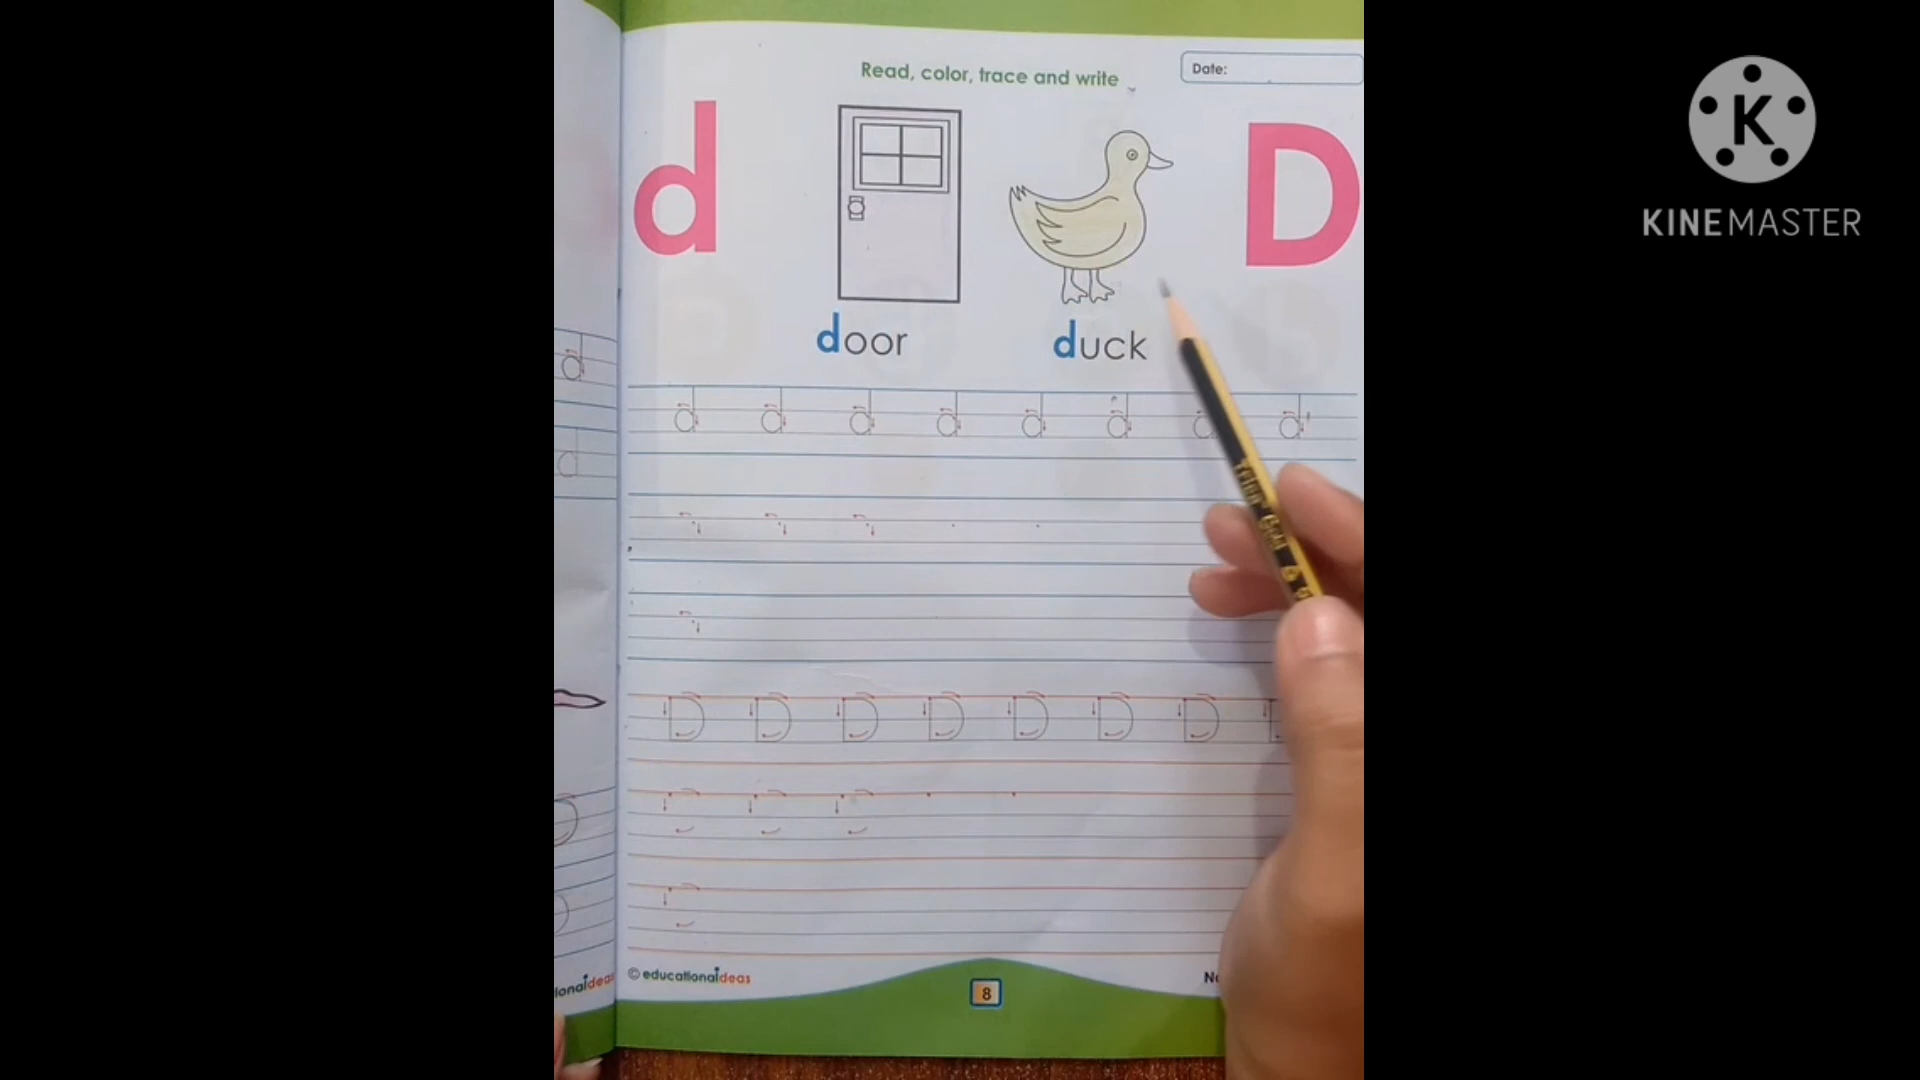 Read, color, trace and write
Date:
d
D
door
duck
d d d d d d d d
D D D D D D D
© educationalideas
8
K
KINEMASTER